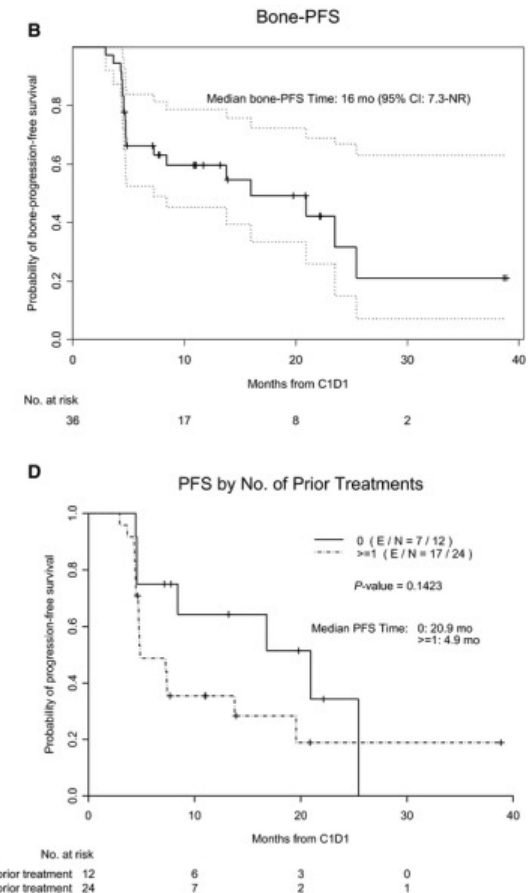 B
Bone-PFS
Median bone-PFS Time: 16 mo (95% CI: 7.3-NR)
Probability of bone-progression-free survival
0.8
0.6
0.4
0.2
0.0
0 10 20 30 40
Months from C1D1
No. at risk
36 17 8 2
D
PFS by No. of Prior Treatments
0 ( E / N = 7 / 12 )
>=1 ( E / N = 17 / 24 )
P-value = 0.1423
Median PFS Time: 0: 20.9 mo
>=1: 4.9 mo
Probability of progression-free survival
1.0
0.8
0.6
0.4
0.2
0.0
0 10 20 30 40
Months from C1D1
No. at risk
prior treatment 12 6 3 0
prior treatment 24 7 2 1